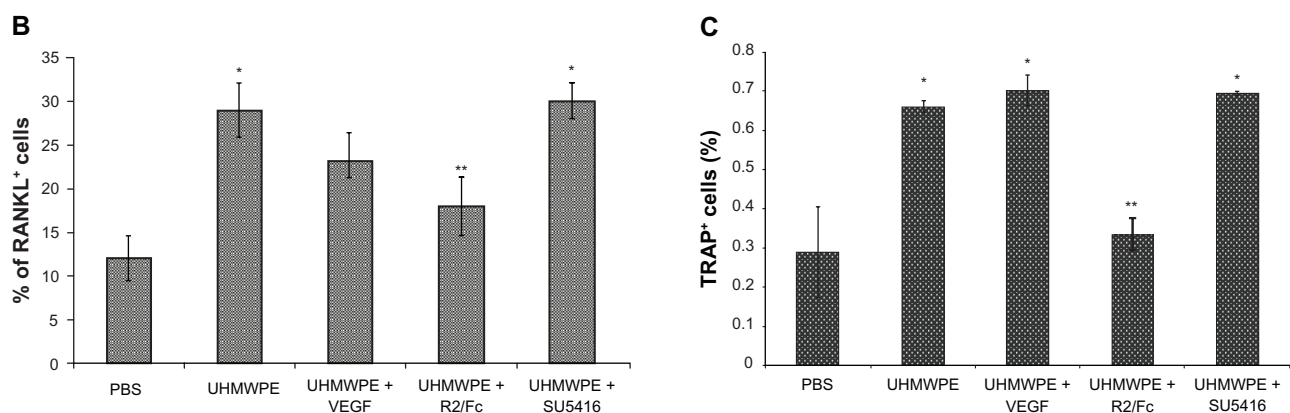 B
% of RANKL+ cells
35
30
25
20
15
10
5
0
*
*
**
PBS
UHMWPE
UHMWPE +
VEGF
UHMWPE +
R2/Fc
UHMWPE +
SU5416
C
TRAP+ cells (%)
0.8
0.7
0.6
0.5
0.4
0.3
0.2
0.1
0
*
*
**
*
PBS
UHMWPE
UHMWPE +
VEGF
UHMWPE +
R2/Fc
UHMWPE +
SU5416